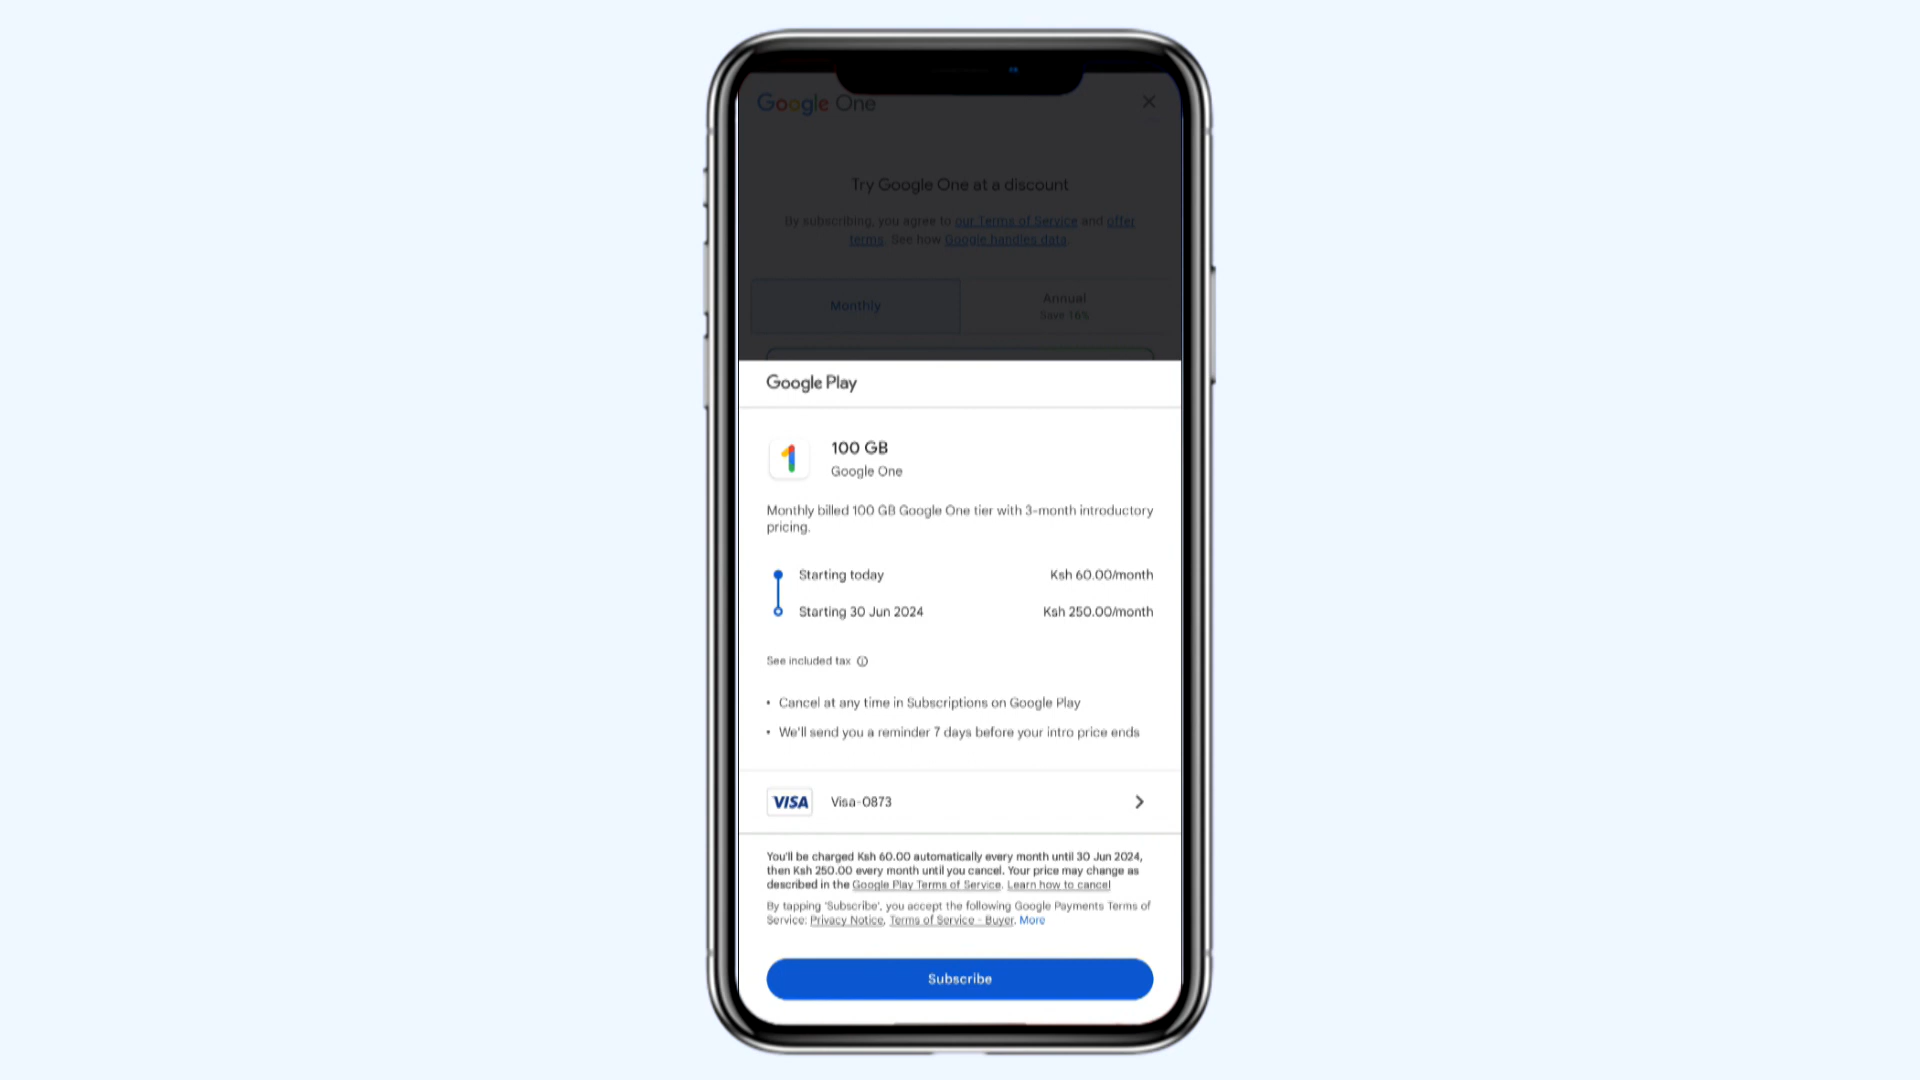 Google One
Try Google One at a discount
By subscribing, you agree to our Terms of Service and offer
terms. See how Google handles data.
Monthly
Annual
Save 16%
Google Play
100 GB
Google One
Monthly billed 100 GB Google One tier with 3-month introductory
pricing.
Starting today Ksh 60.00/month
Starting 30 Jun 2024 Ksh 250.00/month
See included tax
• Cancel at any time in Subscriptions on Google Play
• We'll send you a reminder 7 days before your intro price ends
VISA Visa-0873
You'll be charged Ksh 60.00 automatically every month until 30 Jun 2024,
then Ksh 250.00 every month until you cancel. Your price may change as
described in the Google Play Terms of Service. Learn how to cancel
By tapping 'Subscribe', you accept the following Google Payments Terms of
Service: Privacy Notice, Terms of Service - Buyer. More
Subscribe